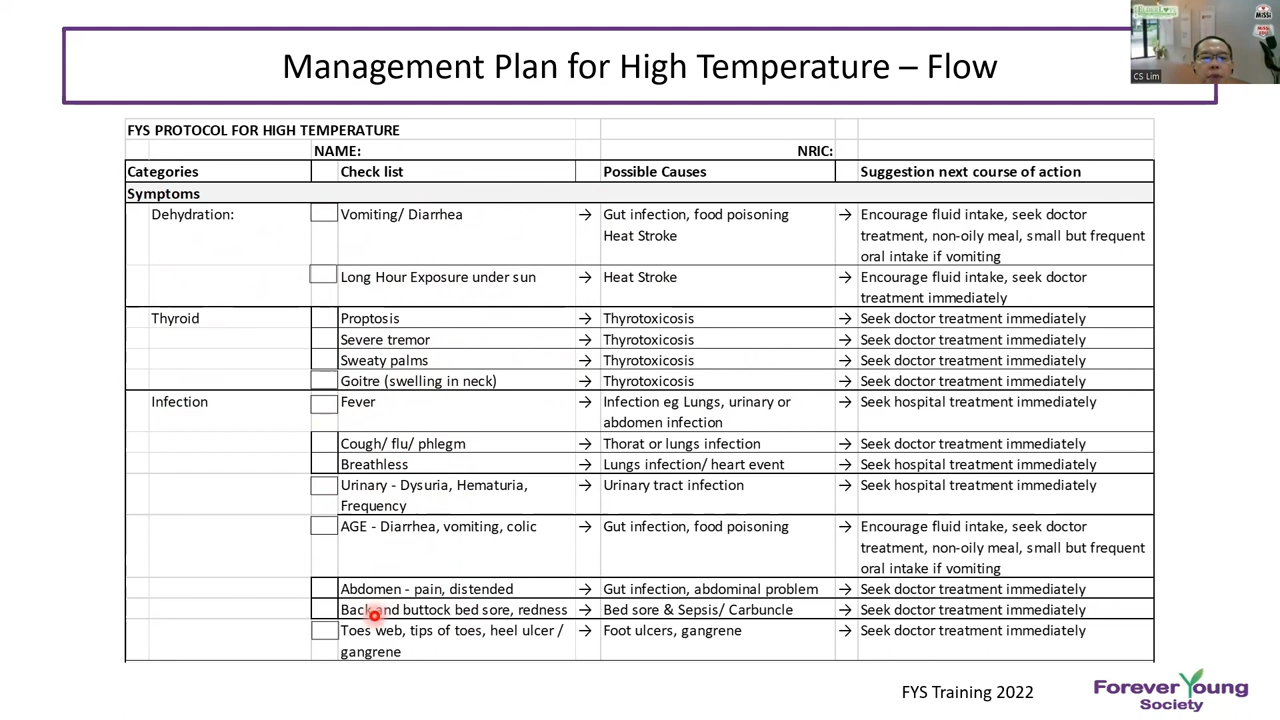 Management Plan for High Temperature – Flow
CS Lim
FYS PROTOCOL FOR HIGH TEMPERATURE
NAME: NRIC:
Categories Check list Possible Causes Suggestion next course of action
Symptoms
Dehydration: Vomiting/ Diarrhea → Gut infection, food poisoning → Encourage fluid intake, seek doctor
Heat Stroke treatment, non-oily meal, small but frequent
oral intake if vomiting
Long Hour Exposure under sun → Heat Stroke → Encourage fluid intake, seek doctor
treatment immediately
Thyroid Proptosis → Thyrotoxicosis → Seek doctor treatment immediately
Severe tremor → Thyrotoxicosis → Seek doctor treatment immediately
Sweaty palms → Thyrotoxicosis → Seek doctor treatment immediately
Goitre (swelling in neck) → Thyrotoxicosis → Seek doctor treatment immediately
Infection Fever → Infection eg Lungs, urinary or → Seek hospital treatment immediately
abdomen infection
Cough/ flu/ phlegm → Thorat or lungs infection → Seek doctor treatment immediately
Breathless → Lungs infection/ heart event → Seek hospital treatment immediately
Urinary - Dysuria, Hematuria, → Urinary tract infection → Seek hospital treatment immediately
Frequency
AGE - Diarrhea, vomiting, colic → Gut infection, food poisoning → Encourage fluid intake, seek doctor
treatment, non-oily meal, small but frequent
oral intake if vomiting
Abdomen - pain, distended → Gut infection, abdominal problem → Seek doctor treatment immediately
Back and buttock bed sore, redness → Bed sore & Sepsis/ Carbuncle → Seek doctor treatment immediately
Toes web, tips of toes, heel ulcer / → Foot ulcers, gangrene → Seek doctor treatment immediately
gangrene
FYS Training 2022
Forever Young
Society